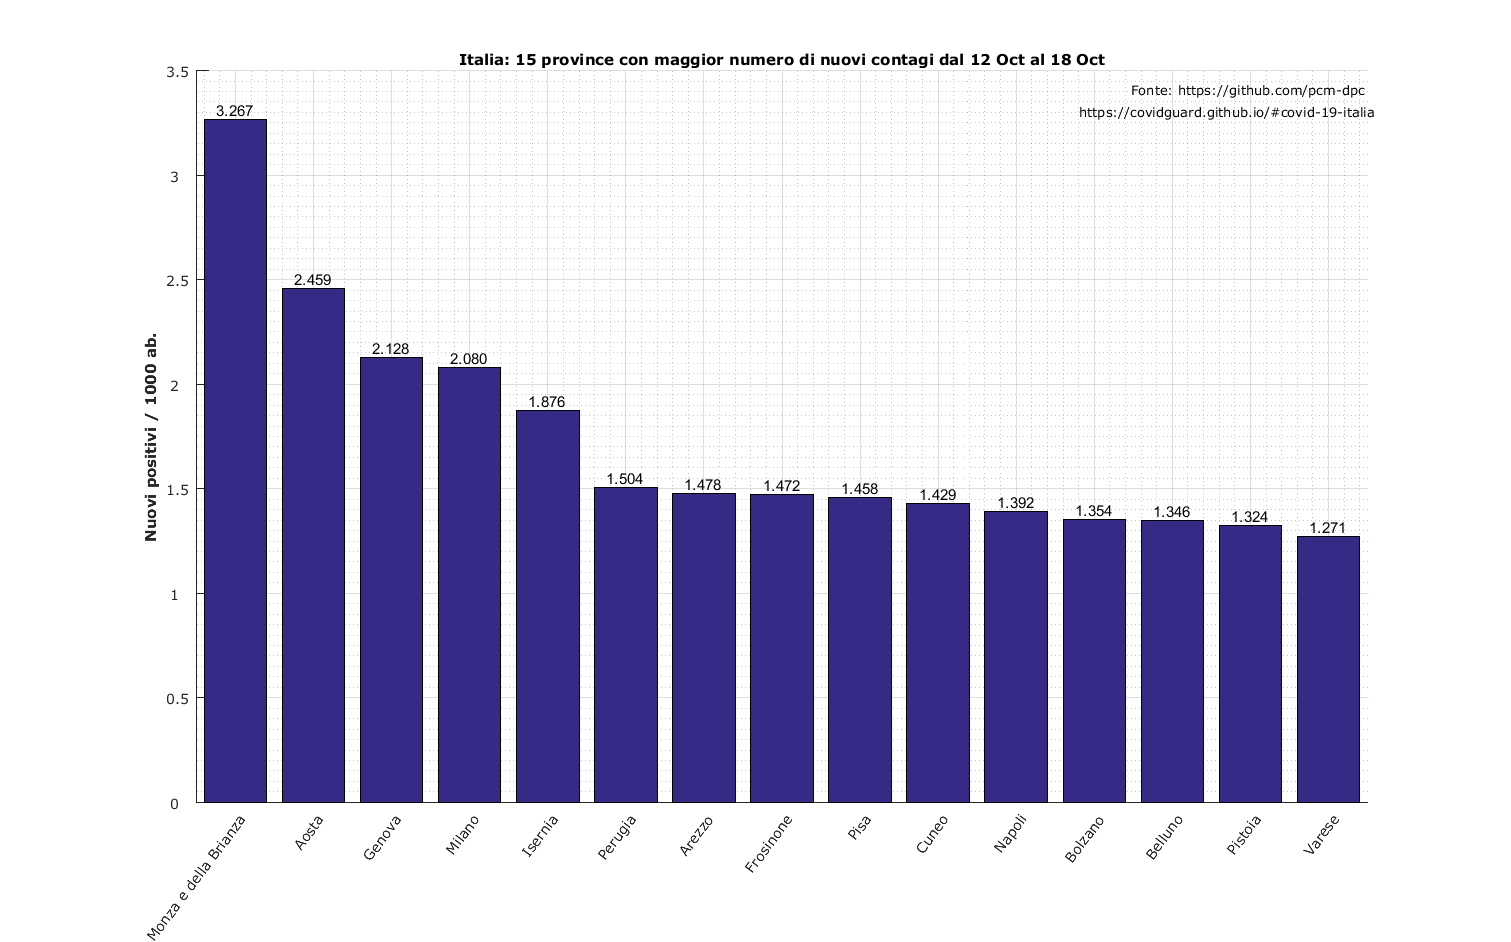 Italia: 15 province con maggior numero di nuovi contagi dal 12 Oct al 18 Oct
Fonte: https://github.com/pcm-dpc
https://covidguard.github.io/#covid-19-italia
Nuovi positivi / 1000 ab.
3.5
3
2.5
2
1.5
1
0.5
0
3.267
2.459
2.128
2.080
1.876
1.504
1.478
1.472
1.458
1.429
1.392
1.354
1.346
1.324
1.271
Monza e della Brianza
Aosta
Genova
Milano
Isernia
Perugia
Arezzo
Frosinone
Pisa
Cuneo
Napoli
Bolzano
Belluno
Pistoia
Varese